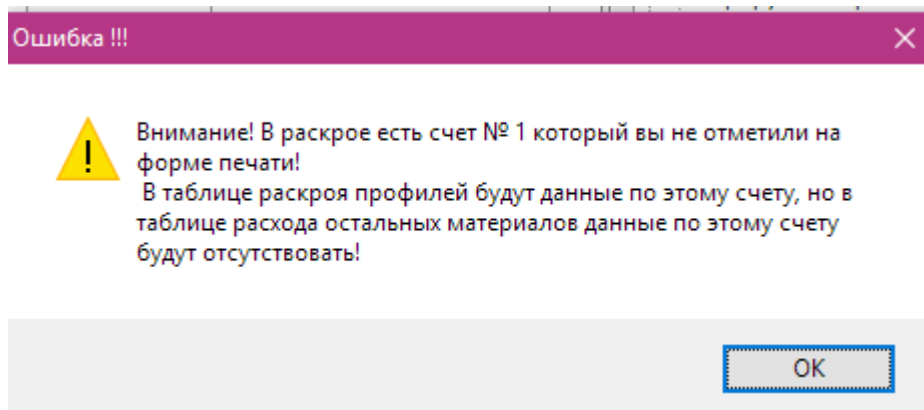 Ошибка !!!
Внимание! В раскрое есть счет № 1 который вы не отметили на
форме печати!
В таблице раскроя профилей будут данные по этому счету, но в
таблице расхода остальных материалов данные по этому счету
будут отсутствовать!
OK